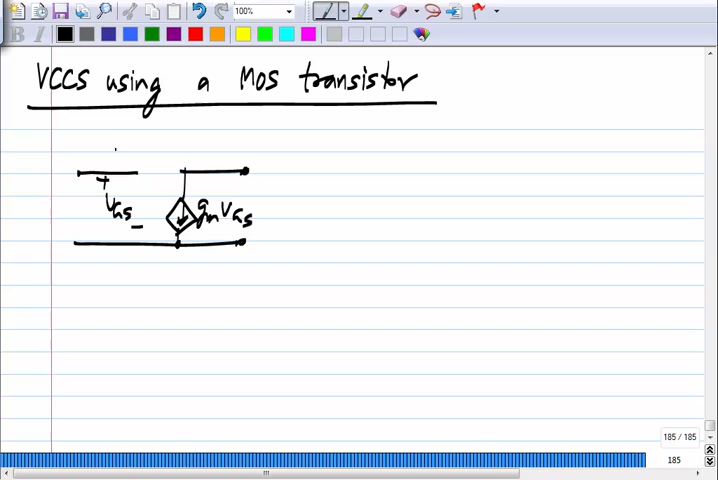 100%
B I
VCCS using a MOS transistor
+
VGS
gmVGS
−
185 / 185
185